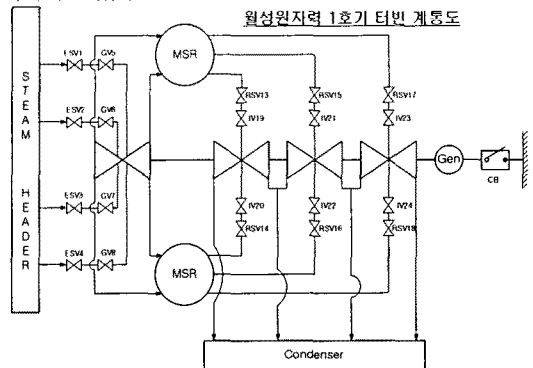 월성원자력 1호기 터빈 계통도
STEAM HEADER
ESV1 GV5
ESV2 GV6
ESV3 GV7
ESV4 GV8
MSR
RSV13 RSV15 RSV17
IV19 IV21 IV23
Gen
CB
IV20 IV22 IV24
RSV14 RSV16 RSV18
MSR
Condenser